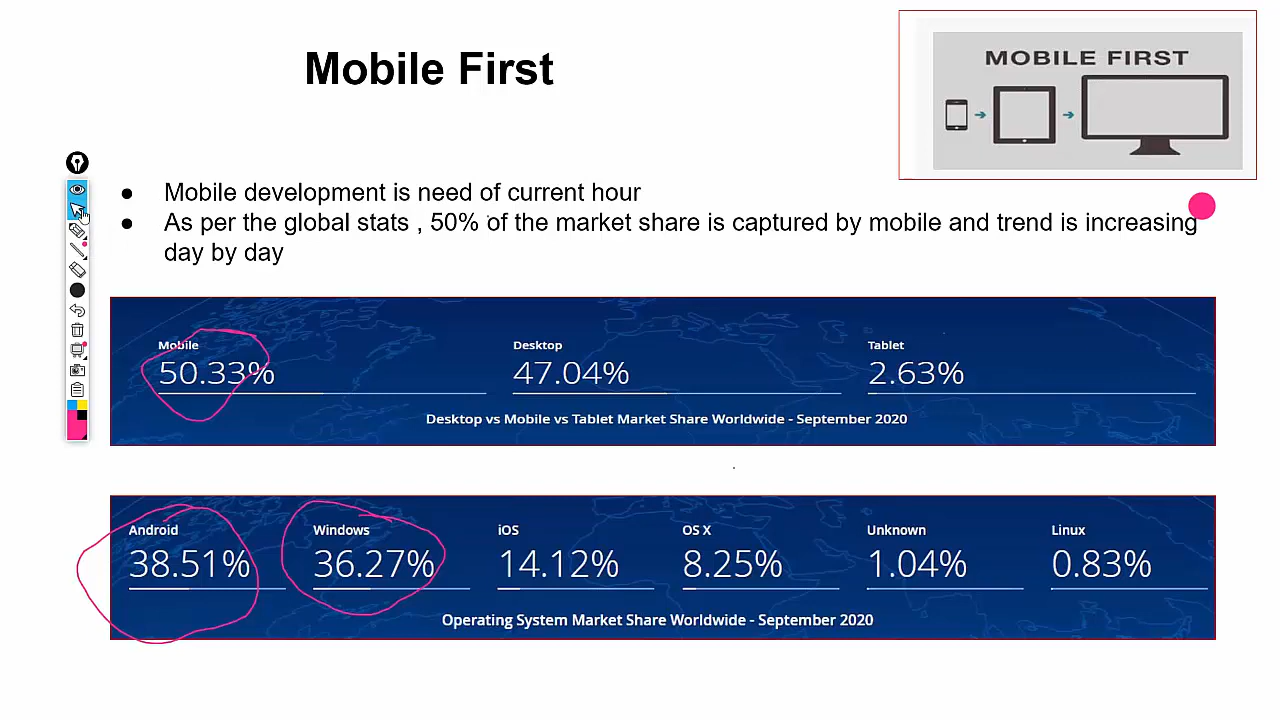 Mobile First
MOBILE FIRST
● Mobile development is need of current hour
● As per the global stats , 50% of the market share is captured by mobile and trend is increasing
day by day
Mobile Desktop Tablet
50.33% 47.04% 2.63%
Desktop vs Mobile vs Tablet Market Share Worldwide - September 2020
Android Windows iOS OS X Unknown Linux
38.51% 36.27% 14.12% 8.25% 1.04% 0.83%
Operating System Market Share Worldwide - September 2020